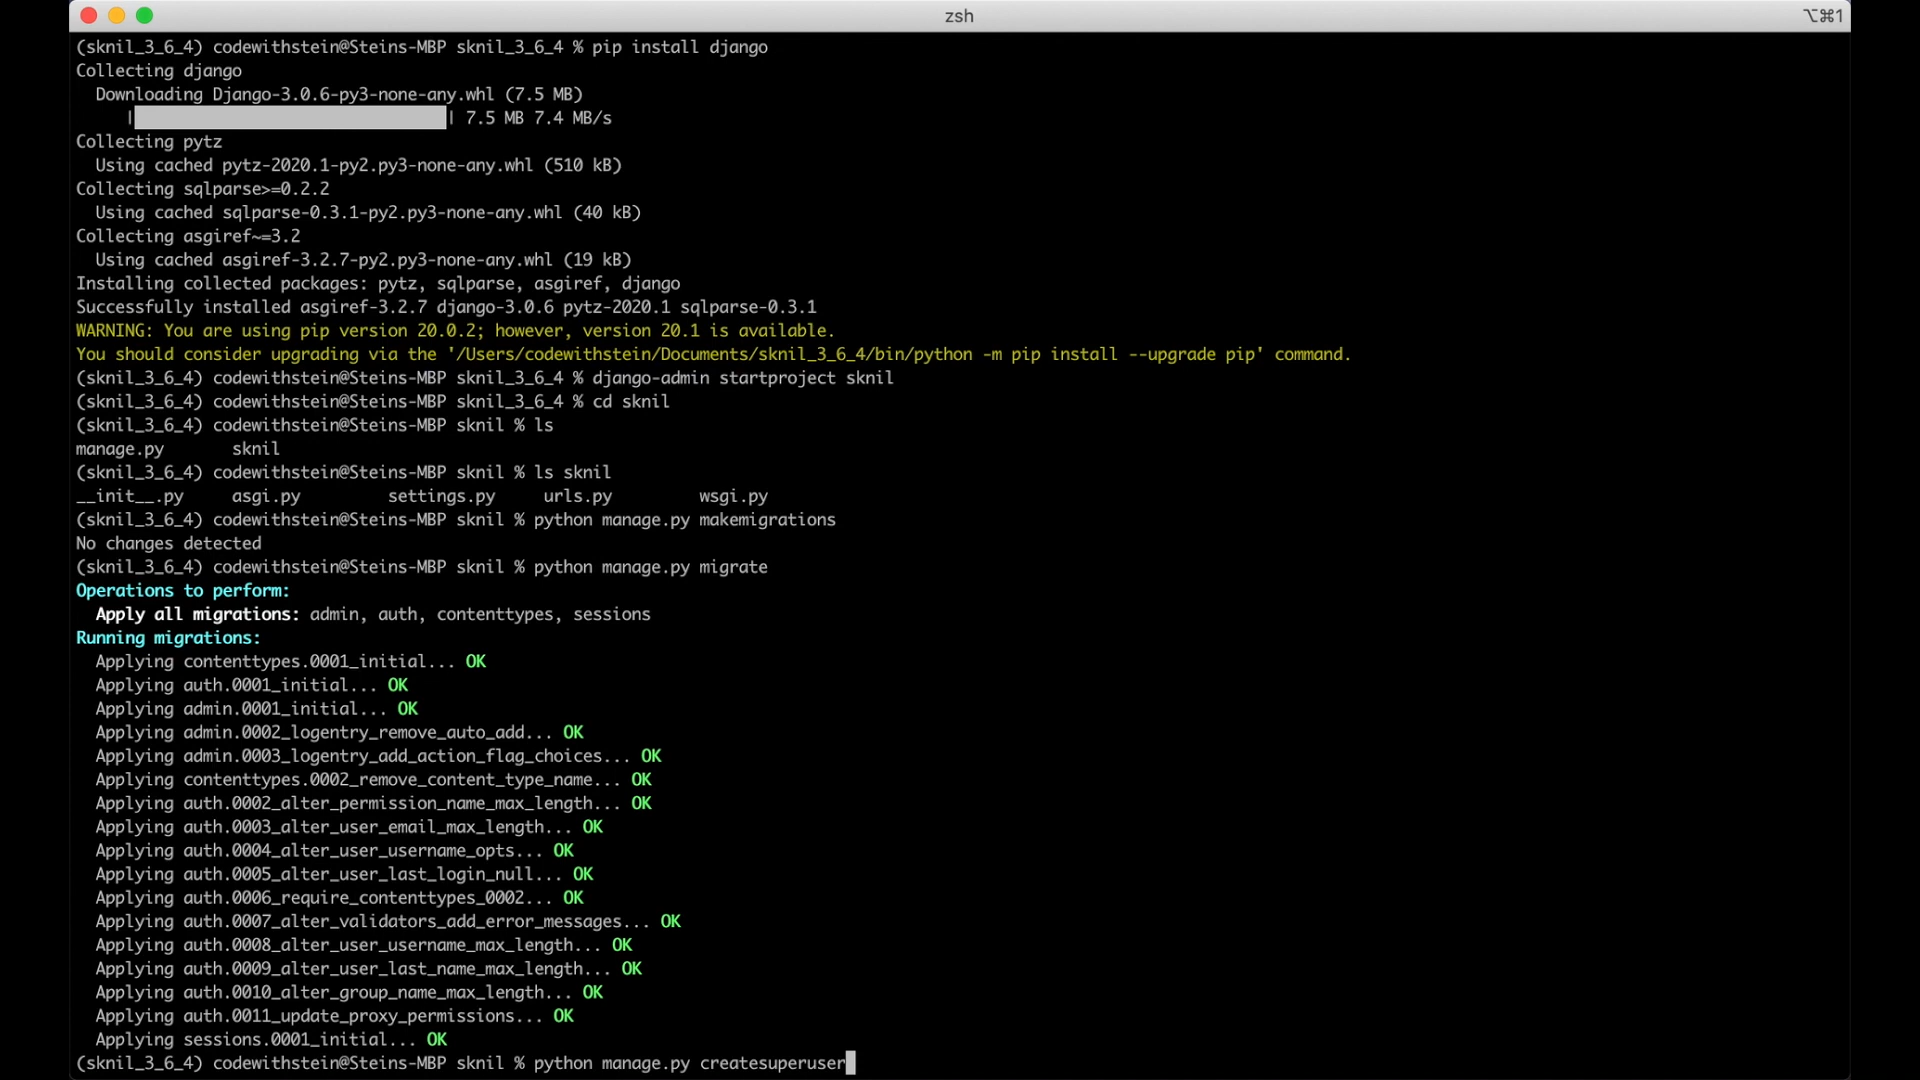 zsh
⌥⌘1
(sknil_3_6_4) codewithstein@Steins-MBP sknil_3_6_4 % pip install django
Collecting django
  Downloading Django-3.0.6-py3-none-any.whl (7.5 MB)
     |████████████████████████████████| 7.5 MB 7.4 MB/s
Collecting pytz
  Using cached pytz-2020.1-py2.py3-none-any.whl (510 kB)
Collecting sqlparse>=0.2.2
  Using cached sqlparse-0.3.1-py2.py3-none-any.whl (40 kB)
Collecting asgiref~=3.2
  Using cached asgiref-3.2.7-py2.py3-none-any.whl (19 kB)
Installing collected packages: pytz, sqlparse, asgiref, django
Successfully installed asgiref-3.2.7 django-3.0.6 pytz-2020.1 sqlparse-0.3.1
WARNING: You are using pip version 20.0.2; however, version 20.1 is available.
You should consider upgrading via the '/Users/codewithstein/Documents/sknil_3_6_4/bin/python -m pip install --upgrade pip' command.
(sknil_3_6_4) codewithstein@Steins-MBP sknil_3_6_4 % django-admin startproject sknil
(sknil_3_6_4) codewithstein@Steins-MBP sknil_3_6_4 % cd sknil
(sknil_3_6_4) codewithstein@Steins-MBP sknil % ls
manage.py       sknil
(sknil_3_6_4) codewithstein@Steins-MBP sknil % ls sknil
__init__.py     asgi.py         settings.py     urls.py         wsgi.py
(sknil_3_6_4) codewithstein@Steins-MBP sknil % python manage.py makemigrations
No changes detected
(sknil_3_6_4) codewithstein@Steins-MBP sknil % python manage.py migrate
Operations to perform:
  Apply all migrations: admin, auth, contenttypes, sessions
Running migrations:
  Applying contenttypes.0001_initial... OK
  Applying auth.0001_initial... OK
  Applying admin.0001_initial... OK
  Applying admin.0002_logentry_remove_auto_add... OK
  Applying admin.0003_logentry_add_action_flag_choices... OK
  Applying contenttypes.0002_remove_content_type_name... OK
  Applying auth.0002_alter_permission_name_max_length... OK
  Applying auth.0003_alter_user_email_max_length... OK
  Applying auth.0004_alter_user_username_opts... OK
  Applying auth.0005_alter_user_last_login_null... OK
  Applying auth.0006_require_contenttypes_0002... OK
  Applying auth.0007_alter_validators_add_error_messages... OK
  Applying auth.0008_alter_user_username_max_length... OK
  Applying auth.0009_alter_user_last_name_max_length... OK
  Applying auth.0010_alter_group_name_max_length... OK
  Applying auth.0011_update_proxy_permissions... OK
  Applying sessions.0001_initial... OK
(sknil_3_6_4) codewithstein@Steins-MBP sknil % python manage.py createsuperuser